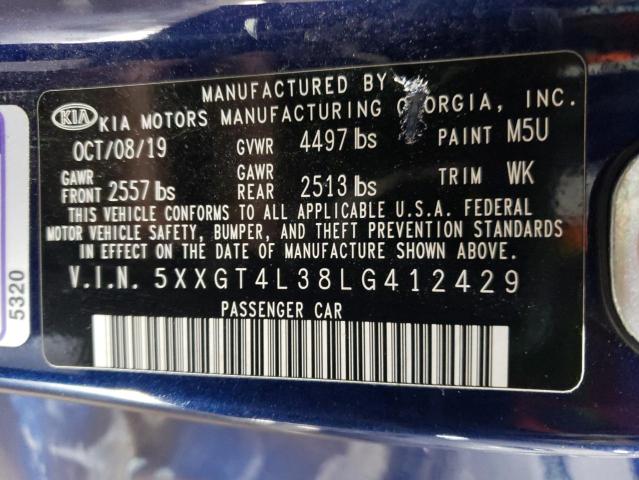 MANUFACTURED BY
KIA KIA MOTORS MANUFACTURING GEORGIA, INC.
OCT/08/19 GVWR 4497 lbs PAINT M5U
GAWR FRONT 2557 lbs GAWR REAR 2513 lbs TRIM WK
THIS VEHICLE CONFORMS TO ALL APPLICABLE U.S.A. FEDERAL
MOTOR VEHICLE SAFETY, BUMPER, AND THEFT PREVENTION STANDARDS
IN EFFECT ON THE DATE OF MANUFACTURE SHOWN ABOVE.
V.I.N. 5XXGT4L38LG412429
PASSENGER CAR
5320